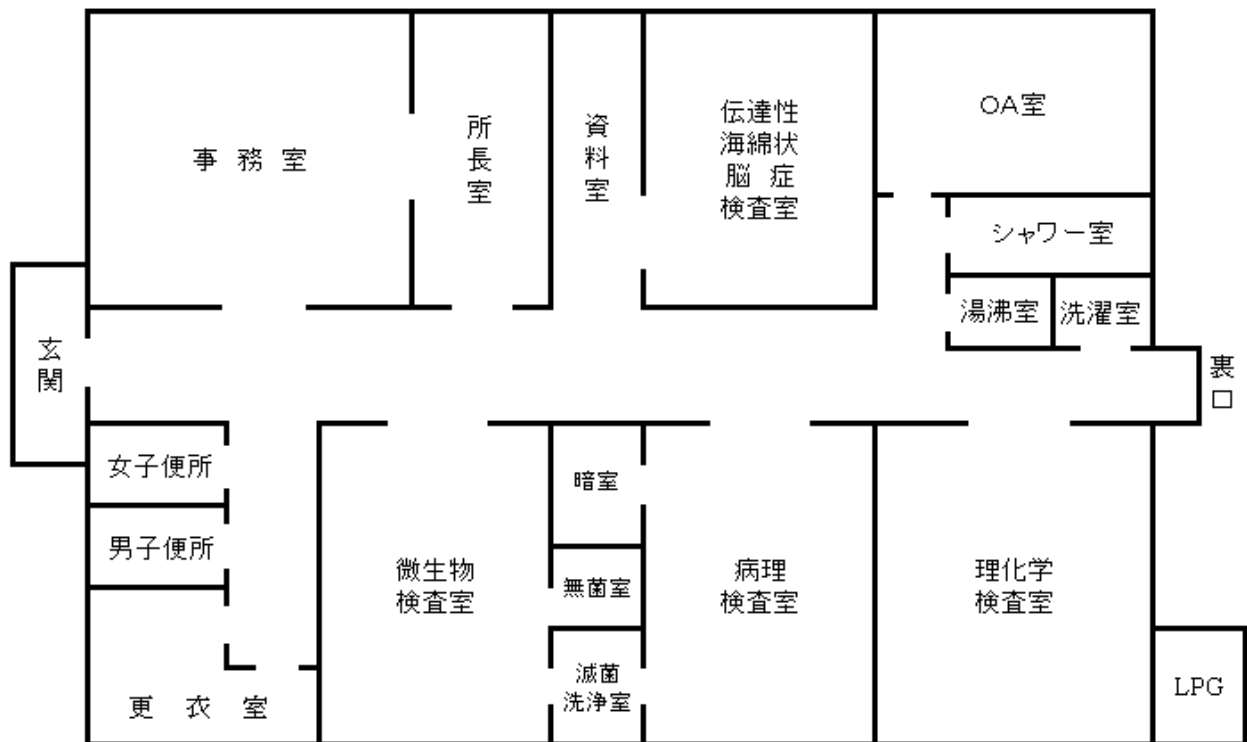 事 務 室
所長室
資料室
伝達性
海綿状
脳 症
検査室
OA室
シャワー室
湯沸室
洗濯室
玄関
裏口
女子便所
男子便所
更 衣 室
微生物
検査室
暗室
無菌室
滅菌
洗浄室
病理
検査室
理化学
検査室
LPG